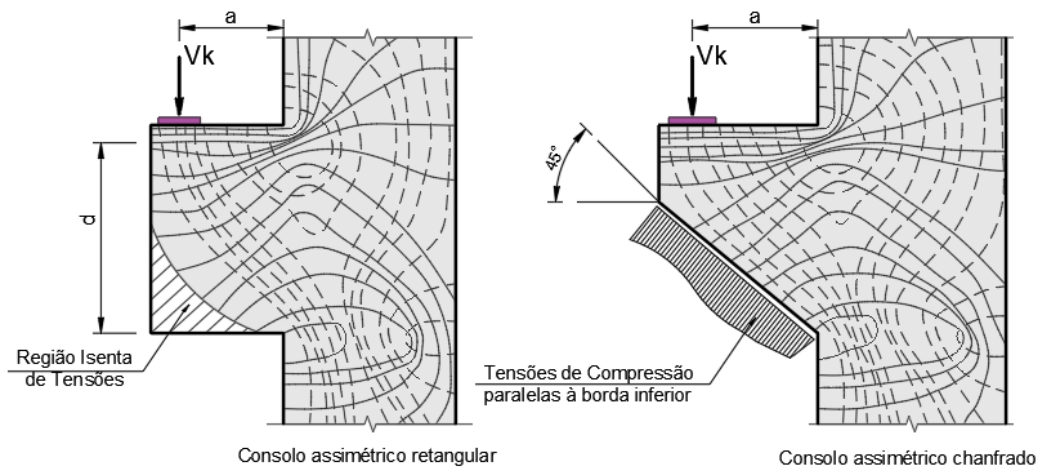 a
Vk
d
Região Isenta
de Tensões
Consolo assimétrico retangular
a
Vk
45°
Tensões de Compressão
paralelas à borda inferior
Consolo assimétrico chanfrado